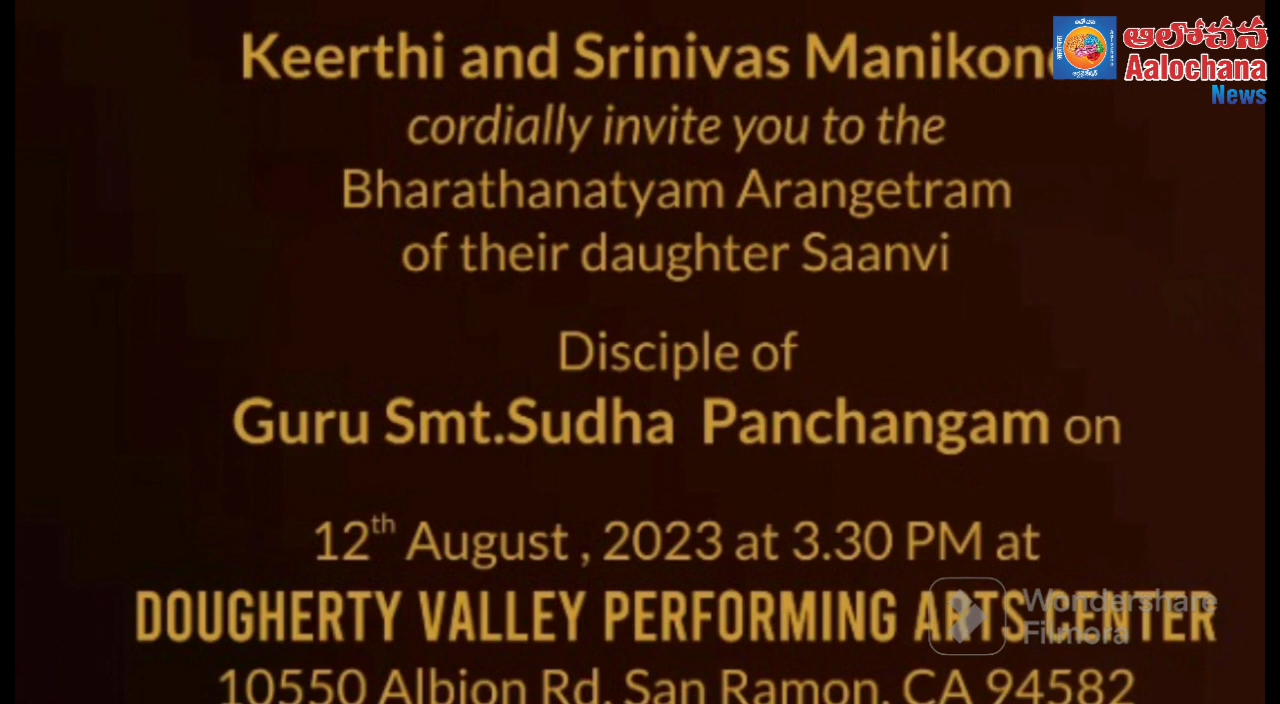 Keerthi and Srinivas
cordially invite you to the
Bharathanatyam Arangetram
of their daughter Saanvi
Disciple of
Guru Smt.Sudha Panchangam on
12th August , 2023 at 3.30 PM at
DOUGHERTY VALLEY PERFORMING ARTS CENTER
10550 Albion Rd, San Ramon, CA 94582
ఆలోచన
Aalochana
News
Wondershare
Filmora